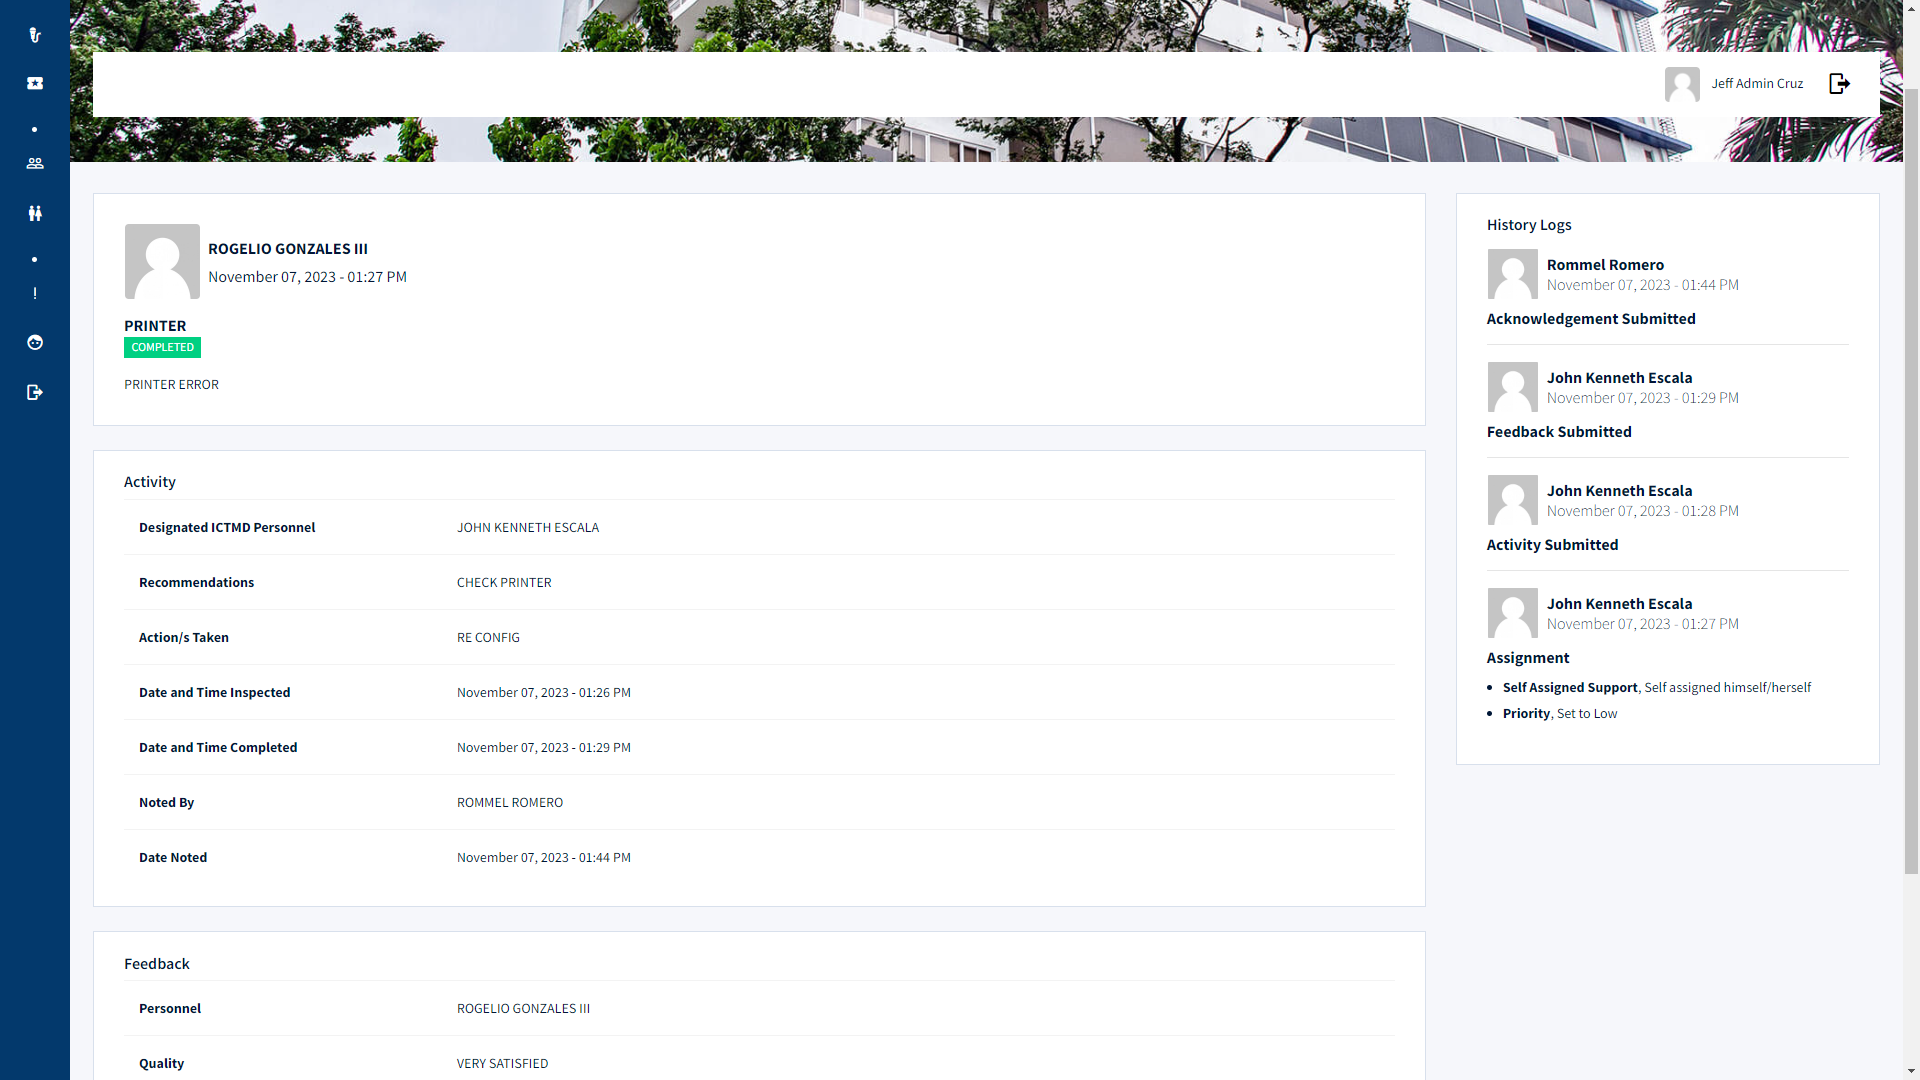 Jeff Admin Cruz
ROGELIO GONZALES III
November 07, 2023 - 01:27 PM
PRINTER
COMPLETED
PRINTER ERROR
Activity
Designated ICTMD Personnel JOHN KENNETH ESCALA
Recommendations CHECK PRINTER
Action/s Taken RE CONFIG
Date and Time Inspected November 07, 2023 - 01:26 PM
Date and Time Completed November 07, 2023 - 01:29 PM
Noted By ROMMEL ROMERO
Date Noted November 07, 2023 - 01:44 PM
Feedback
Personnel ROGELIO GONZALES III
Quality VERY SATISFIED
History Logs
Rommel Romero
November 07, 2023 - 01:44 PM
Acknowledgement Submitted
John Kenneth Escala
November 07, 2023 - 01:29 PM
Feedback Submitted
John Kenneth Escala
November 07, 2023 - 01:28 PM
Activity Submitted
John Kenneth Escala
November 07, 2023 - 01:27 PM
Assignment
• Self Assigned Support, Self assigned himself/herself
• Priority, Set to Low